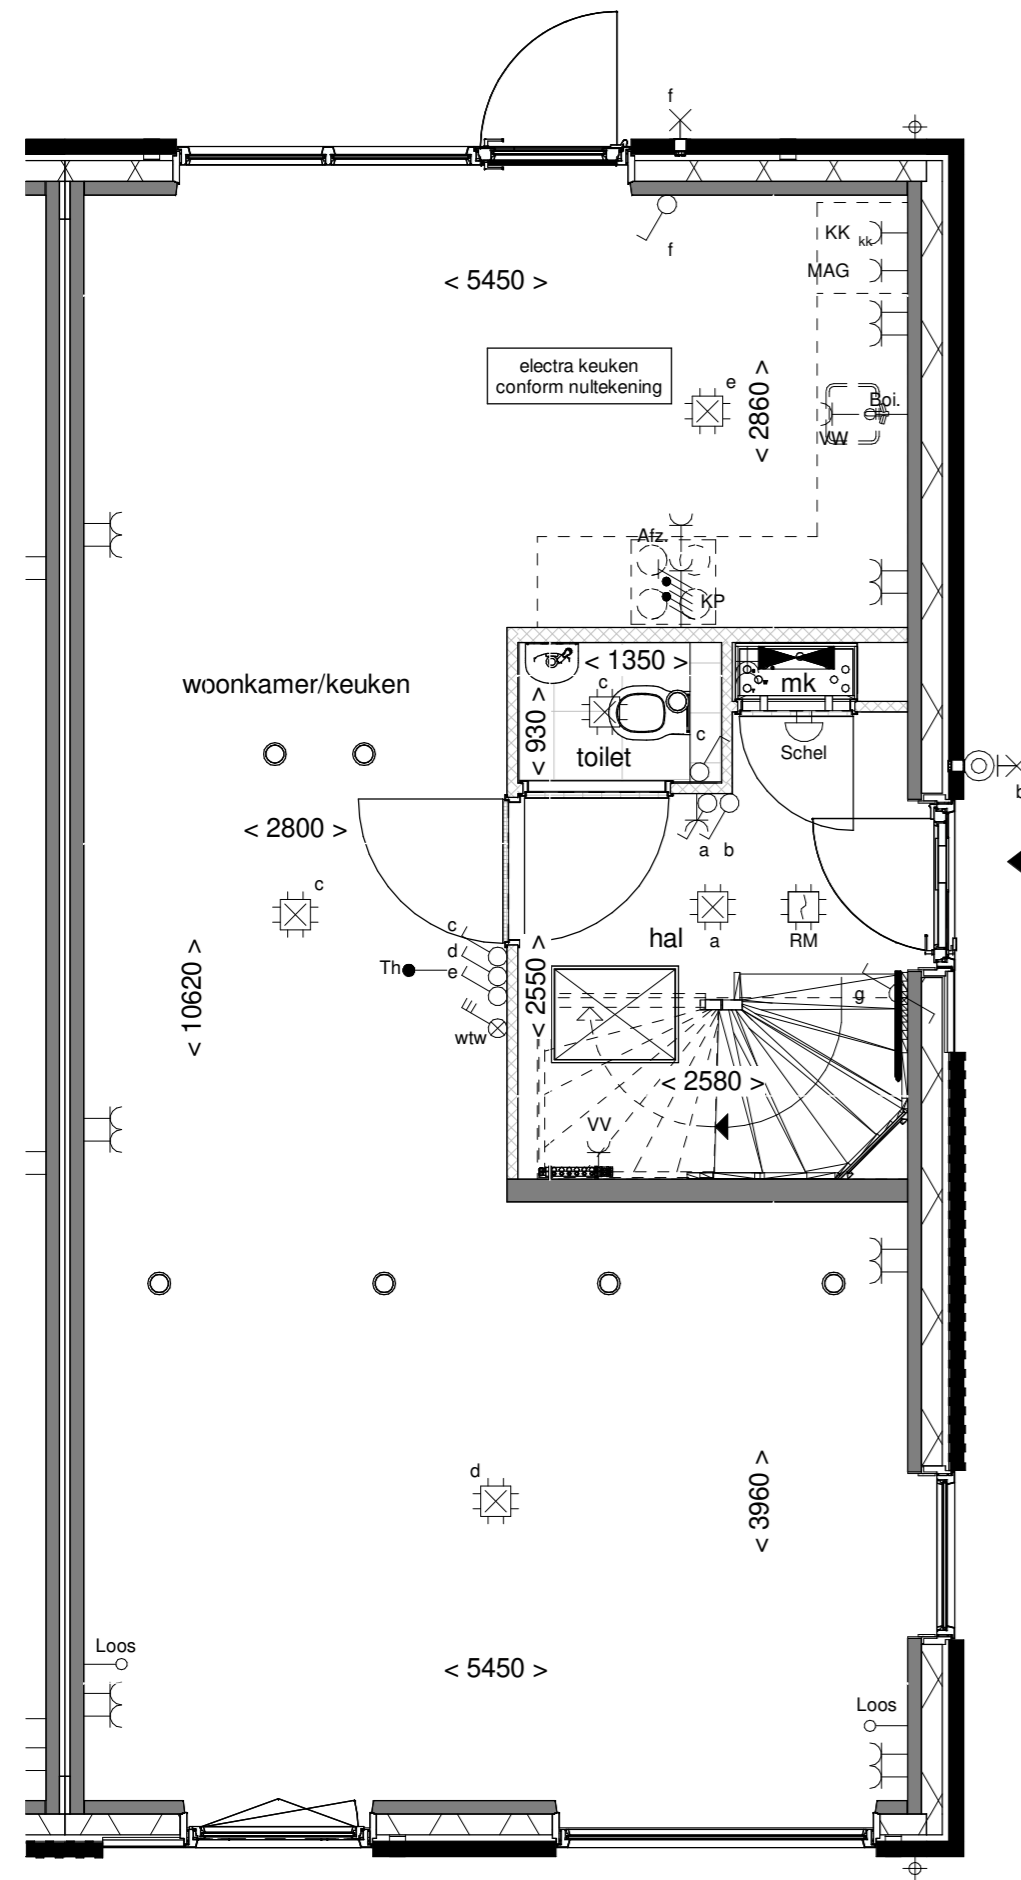 f
f
KK kk
MAG
< 5450 >
electra keuken
conform nultekening
e
< 2860 >
Boi.
VW
Afz.
KP
< 1350 >
mk
c
woonkamer/keuken
< 930 >
c
toilet
Schel
b
< 2800 >
a b
c
c
hal
a
RM
d
Th
e
< 10620 >
< 2550 >
g
wtw
< 2580 >
VV
d
< 3960 >
Loos
< 5450 >
Loos